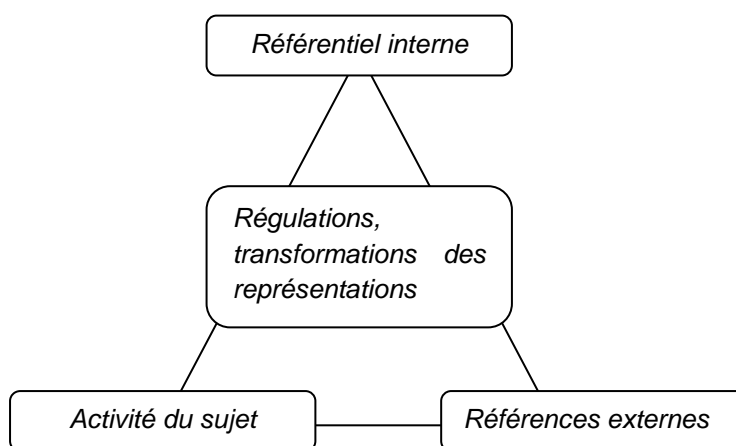 Référentiel interne
Régulations,
transformations des
représentations
Activité du sujet
Références externes